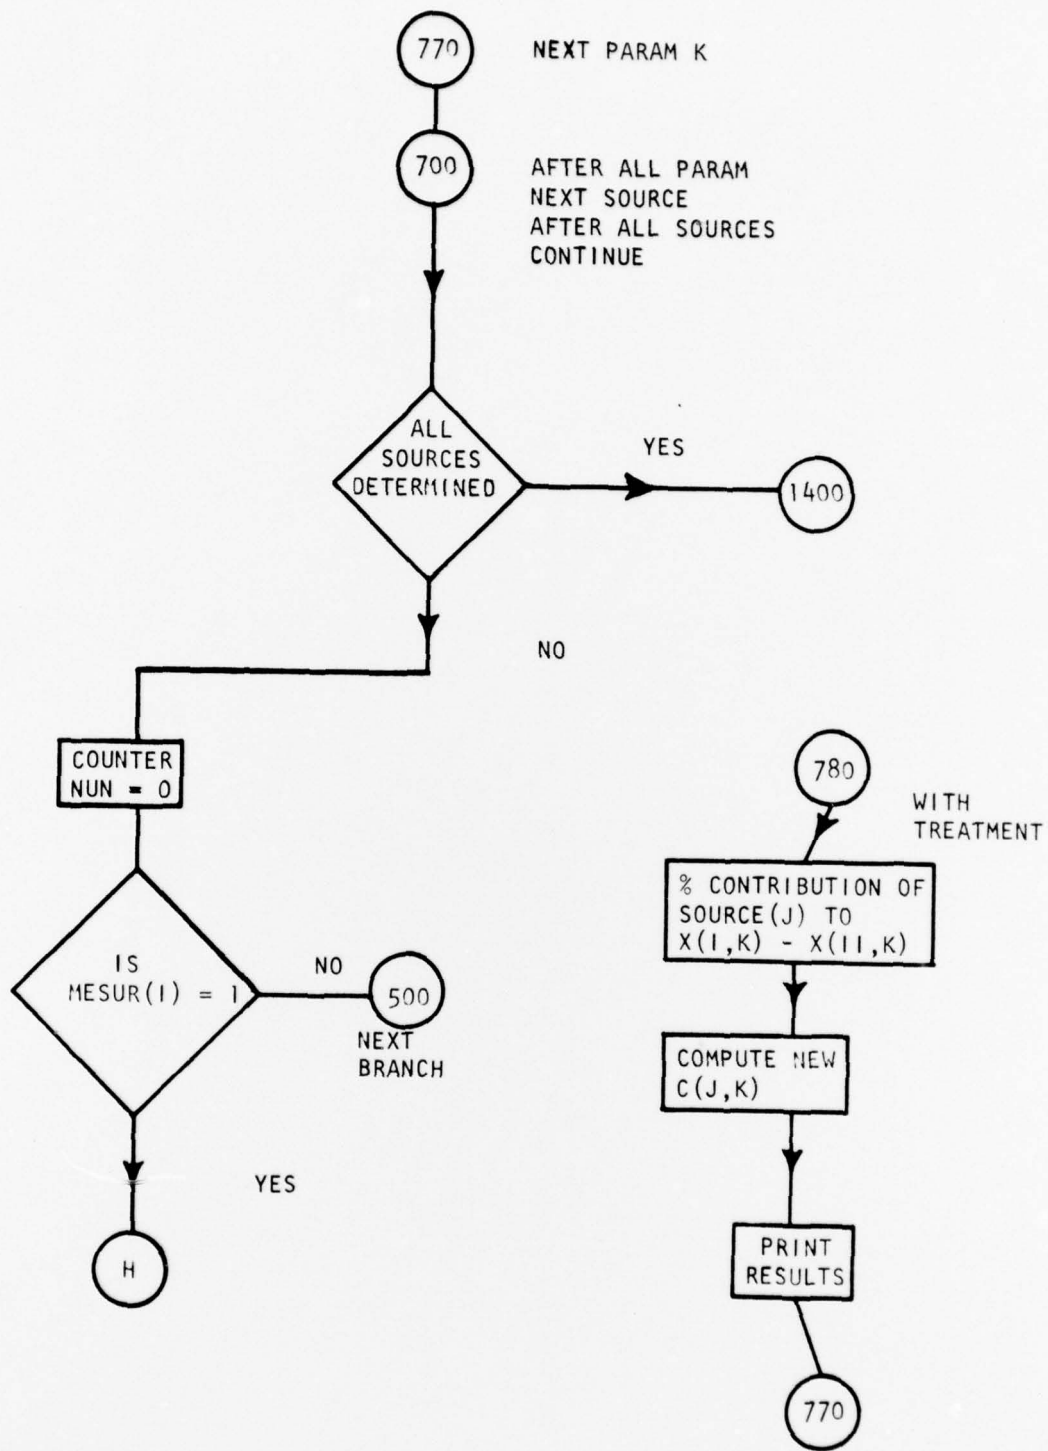 770
NEXT PARAM K
700
AFTER ALL PARAM
NEXT SOURCE
AFTER ALL SOURCES
CONTINUE
ALL
SOURCES
DETERMINED
YES
1400
NO
COUNTER
NUN = 0
IS
MESUR(I) = 1
NO
500
NEXT
BRANCH
YES
H
780
WITH
TREATMENT
% CONTRIBUTION OF
SOURCE(J) TO
X(I,K) - X(II,K)
COMPUTE NEW
C(J,K)
PRINT
RESULTS
770